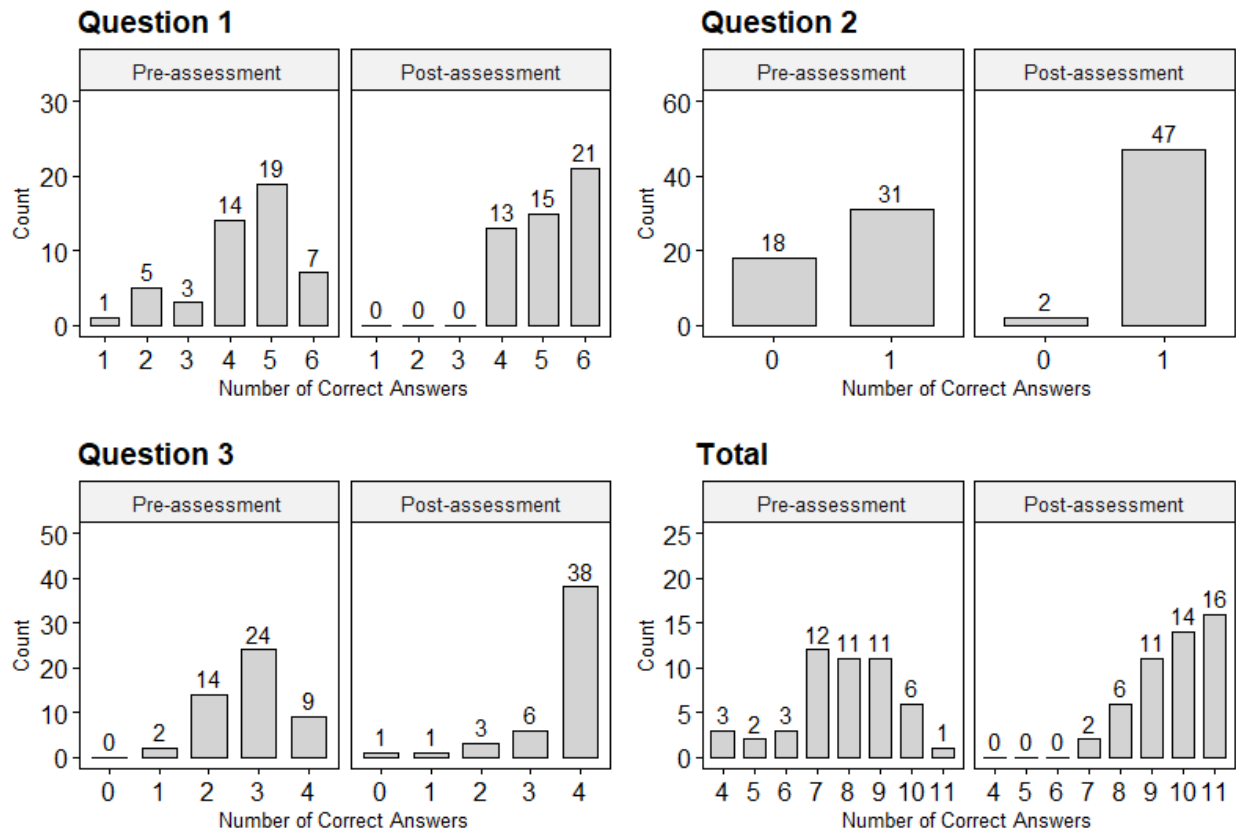 Question 1
Pre-assessment Post-assessment
30
20
10
0
Count
1 5 3 14 19 7
0 0 0 13 15 21
1 2 3 4 5 6 1 2 3 4 5 6
Number of Correct Answers
Question 2
Pre-assessment Post-assessment
60
40
20
0
Count
18 31
2 47
0 1 0 1
Number of Correct Answers
Question 3
Pre-assessment Post-assessment
50
40
30
20
10
0
Count
0 2 14 24 9
1 1 3 6 38
0 1 2 3 4 0 1 2 3 4
Number of Correct Answers
Total
Pre-assessment Post-assessment
25
20
15
10
5
0
Count
3 2 3 12 11 11 6 1
0 0 0 2 6 11 14 16
4 5 6 7 8 9 10 11 4 5 6 7 8 9 10 11
Number of Correct Answers